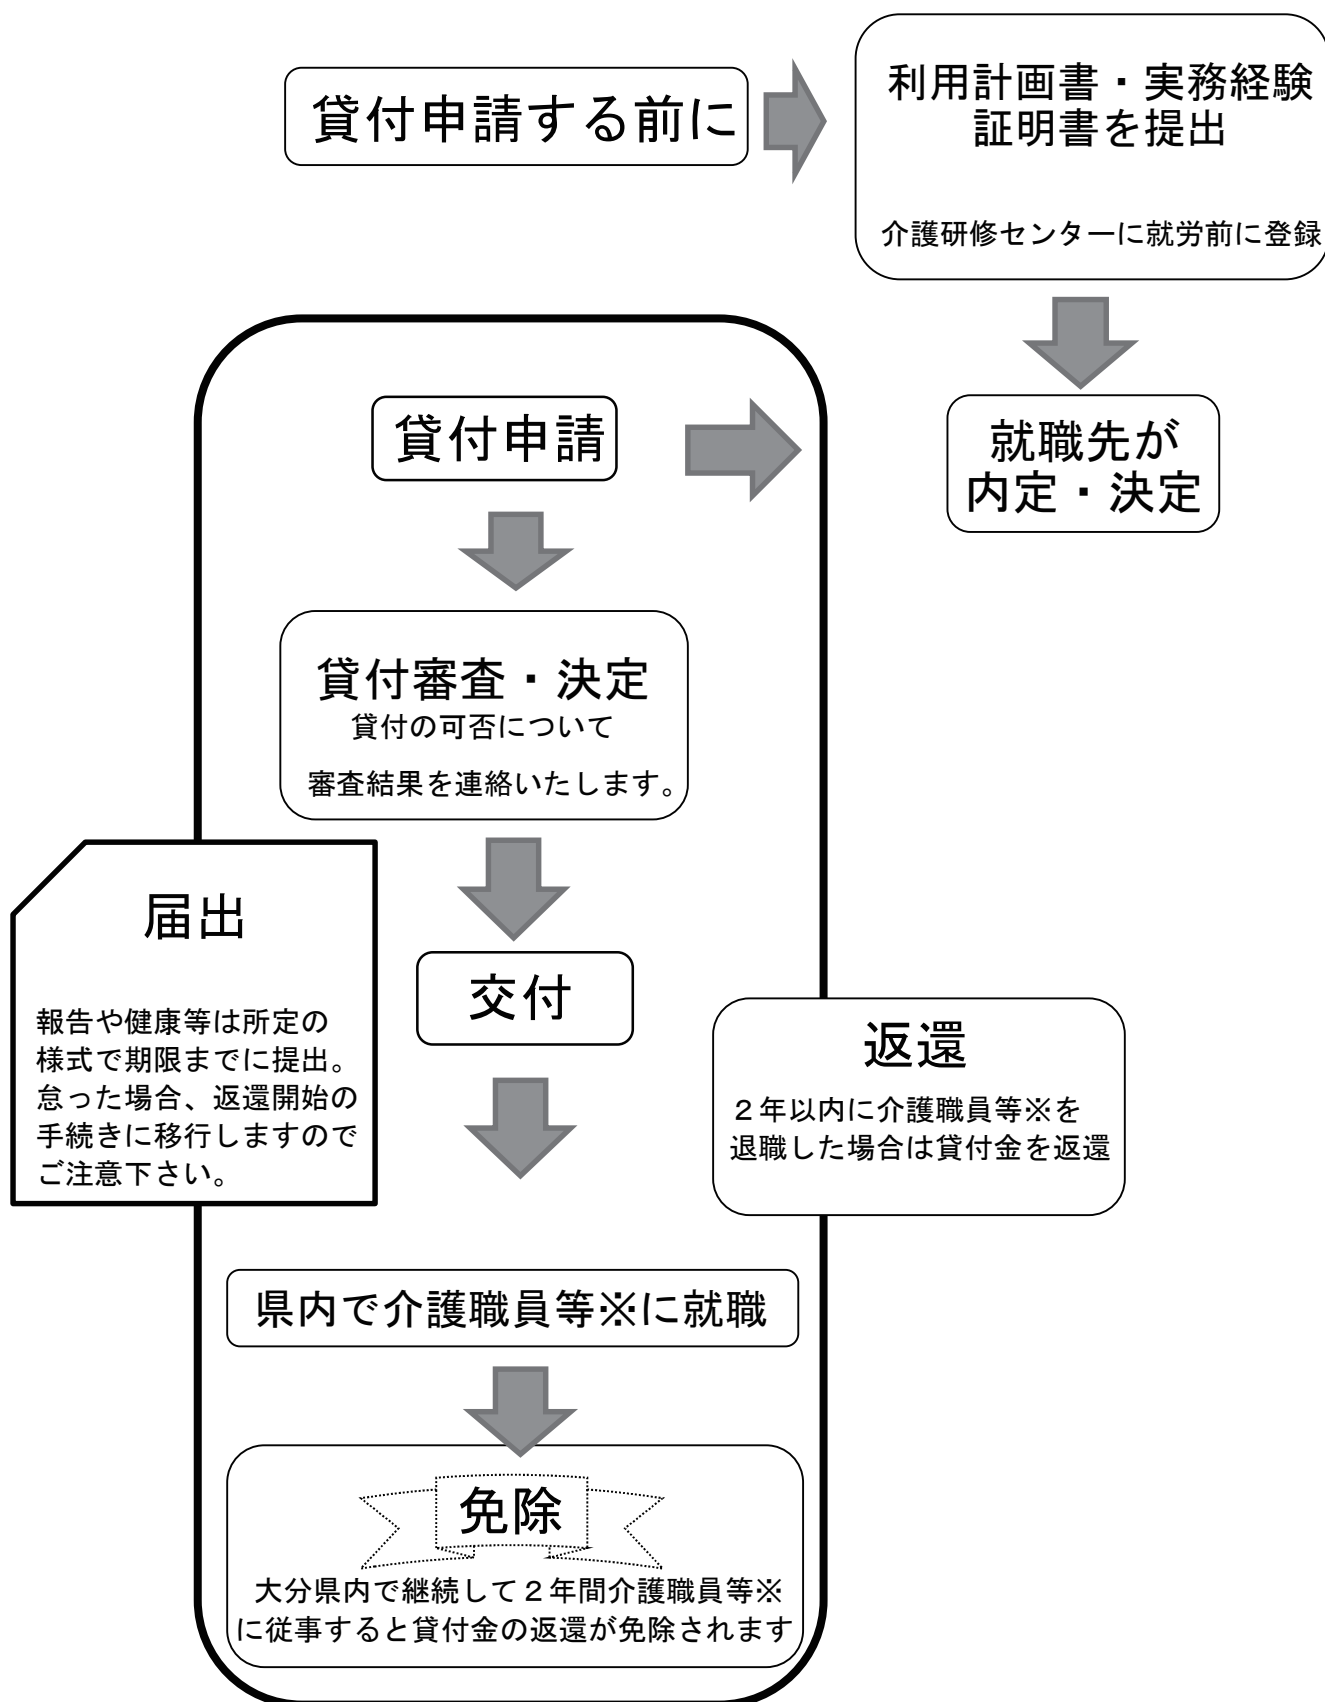 貸付申請する前に
利用計画書・実務経験
証明書を提出
介護研修センターに就労前に登録
就職先が
内定・決定
貸付申請
貸付審査・決定
貸付の可否について
審査結果を連絡いたします。
届出
報告や健康等は所定の
様式で期限までに提出。
怠った場合、返還開始の
手続きに移行しますので
ご注意下さい。
交付
返還
２年以内に介護職員等※を
退職した場合は貸付金を返還
県内で介護職員等※に就職
免除
大分県内で継続して２年間介護職員等※
に従事すると貸付金の返還が免除されます